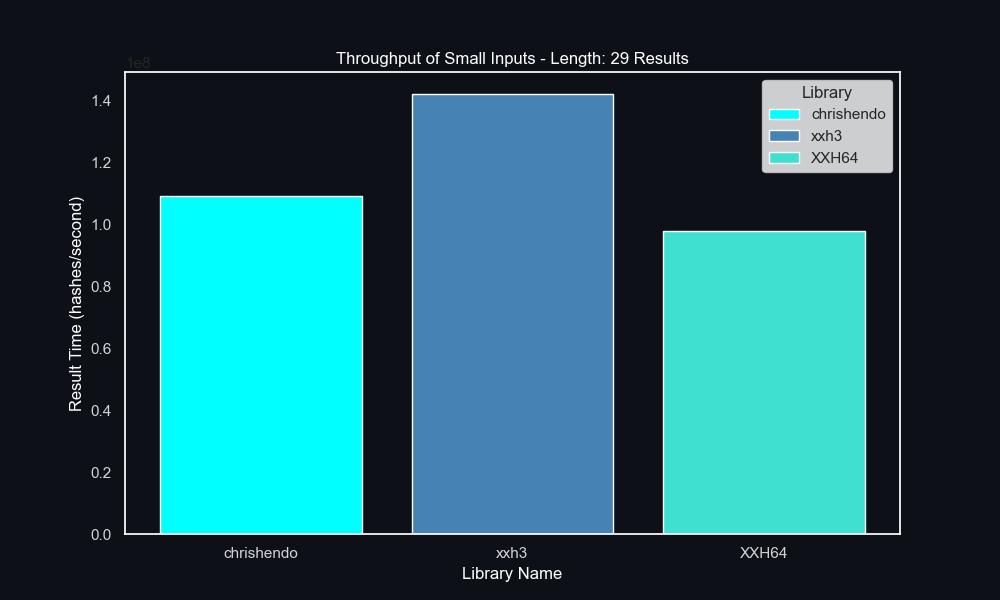 Throughput of Small Inputs - Length: 29 Results
1e8
1.4
1.2
1.0
0.8
0.6
0.4
0.2
0.0
Result Time (hashes/second)
Library
chrishendo
xxh3
XXH64
chrishendo
xxh3
XXH64
Library Name